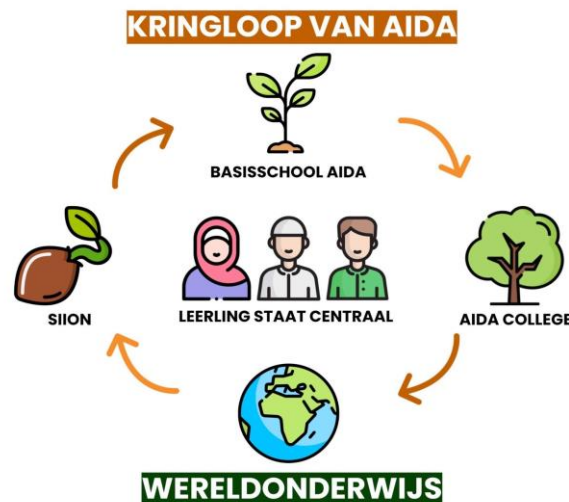 KRINGLOOP VAN AIDA
BASISSCHOOL AIDA
SIION
LEERLING STAAT CENTRAAL
AIDA COLLEGE
WERELDONDERWIJS